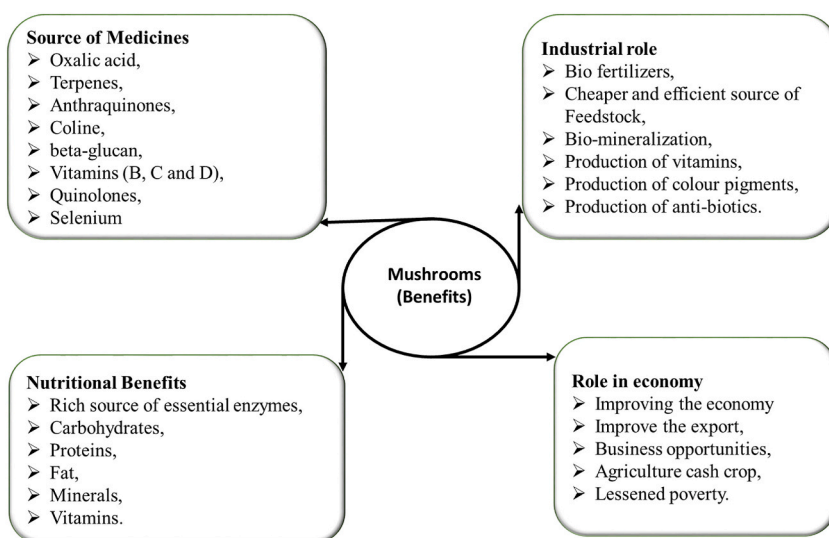 Source of Medicines
➢ Oxalic acid,
➢ Terpenes,
➢ Anthraquinones,
➢ Coline,
➢ beta-glucan,
➢ Vitamins (B, C and D),
➢ Quinolones,
➢ Selenium
Industrial role
➢ Bio fertilizers,
➢ Cheaper and efficient source of
Feedstock,
➢ Bio-mineralization,
➢ Production of vitamins,
➢ Production of colour pigments,
➢ Production of anti-biotics.
Mushrooms
(Benefits)
Nutritional Benefits
➢ Rich source of essential enzymes,
➢ Carbohydrates,
➢ Proteins,
➢ Fat,
➢ Minerals,
➢ Vitamins.
Role in economy
➢ Improving the economy
➢ Improve the export,
➢ Business opportunities,
➢ Agriculture cash crop,
➢ Lessened poverty.